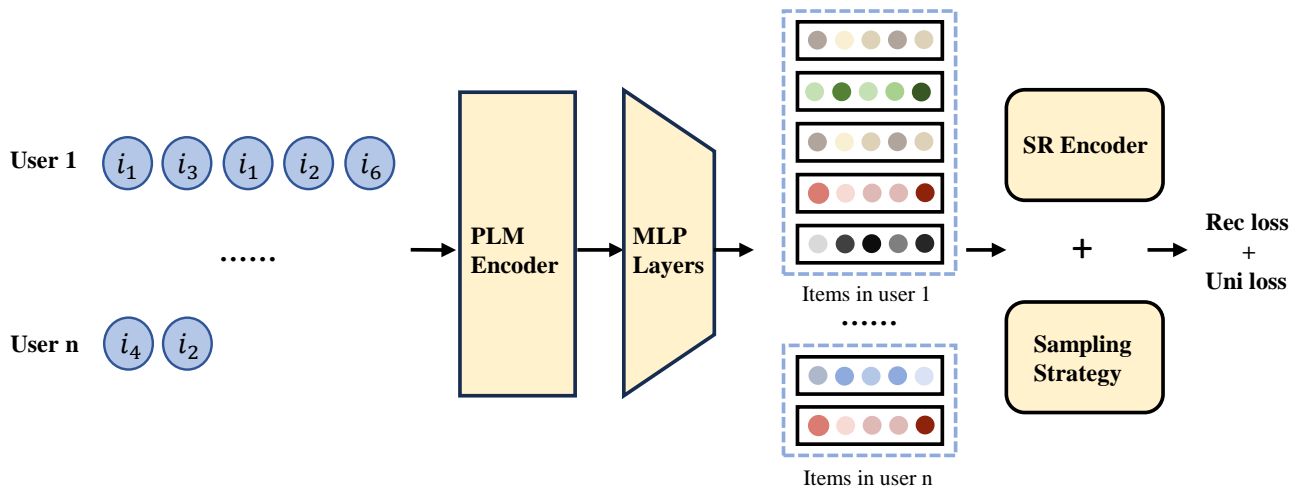 User 1
i₁ i₃ i₁ i₂ i₆
......
User n
i₄ i₂
PLM
Encoder
MLP
Layers
Items in user 1
......
Items in user n
SR Encoder
+
Sampling
Strategy
Rec loss
+
Uni loss